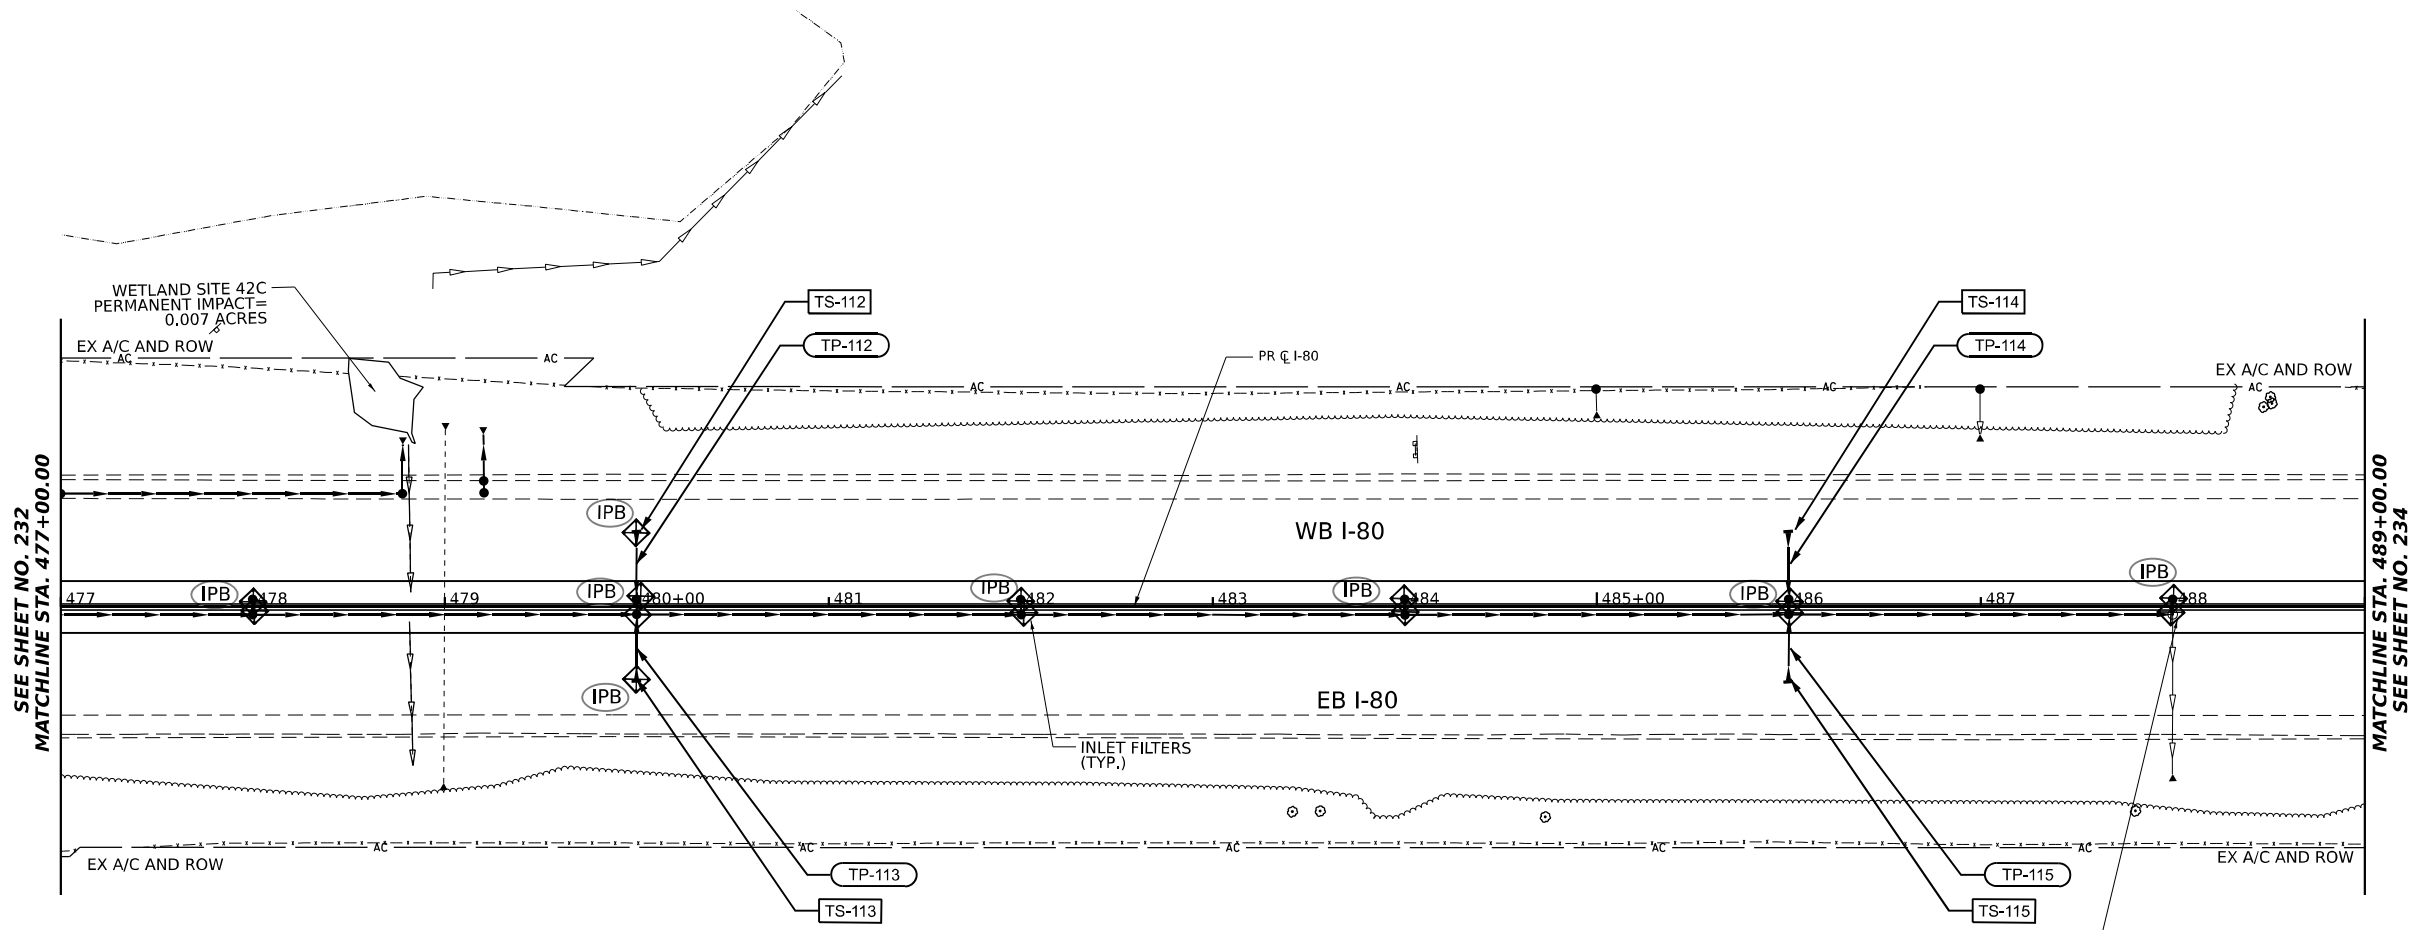 WETLAND SITE 42C
PERMANENT IMPACT=
0.007 ACRES
EX A/C AND ROW
AC
AC
TS-112
TP-112
PR ℄ I-80
AC
AC
AC
TS-114
TP-114
EX A/C AND ROW
AC
SEE SHEET NO. 232
MATCHLINE STA. 477+00.00
MATCHLINE STA. 489+00.00
SEE SHEET NO. 234
IPB
WB I-80
IPB
IPB
IPB
IPB
IPB
IPB
477
478
479
480+00
481
482
483
484
485+00
486
487
488
IPB
EB I-80
INLET FILTERS
(TYP.)
AC
AC
AC
AC
AC
EX A/C AND ROW
EX A/C AND ROW
TP-113
TS-113
TP-115
TS-115